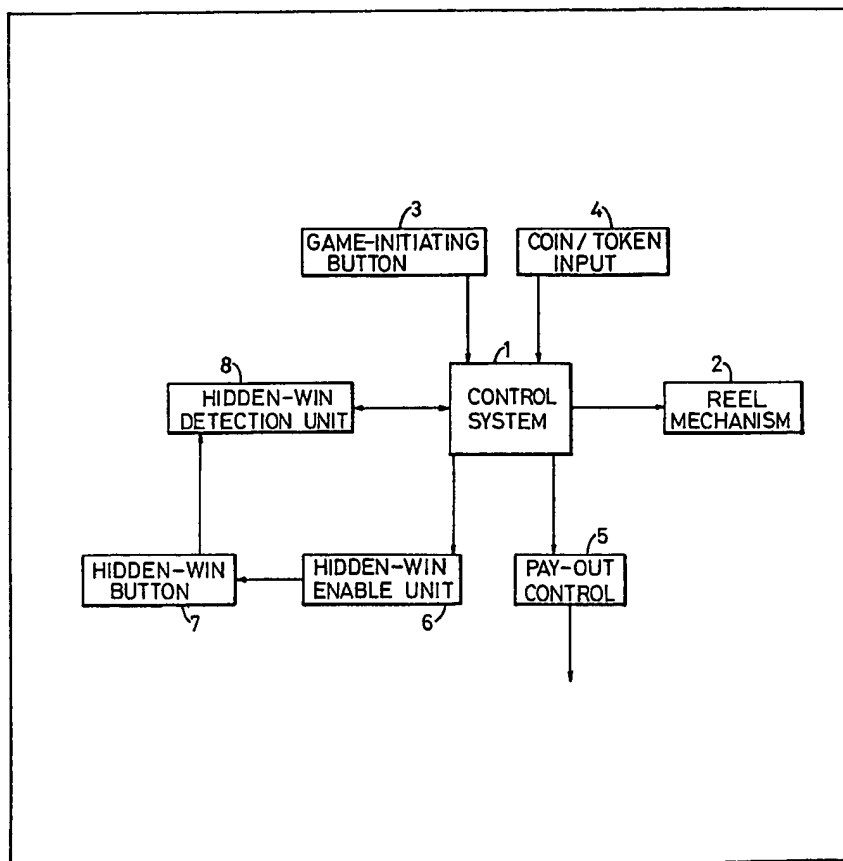 3
GAME-INITIATING
BUTTON
4
COIN/TOKEN
INPUT
1
CONTROL
SYSTEM
2
REEL
MECHANISM
8
HIDDEN-WIN
DETECTION UNIT
HIDDEN-WIN
BUTTON
7
HIDDEN-WIN
ENABLE UNIT
6
5
PAY-OUT
CONTROL